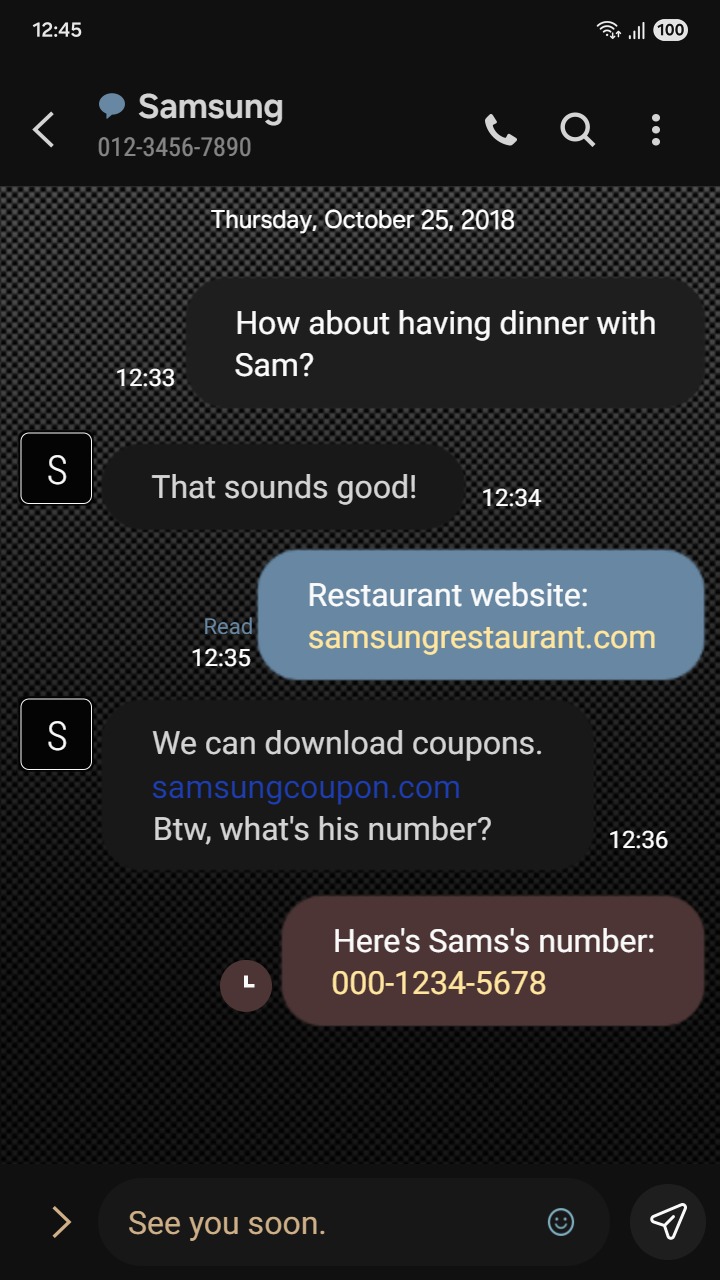 12:45
100
Samsung
012-3456-7890
Thursday, October 25, 2018
How about having dinner with
Sam?
12:33
S
That sounds good!
12:34
Restaurant website:
samsungrestaurant.com
Read
12:35
S
We can download coupons.
samsungcoupon.com
Btw, what's his number?
12:36
Here's Sams's number:
000-1234-5678
See you soon.